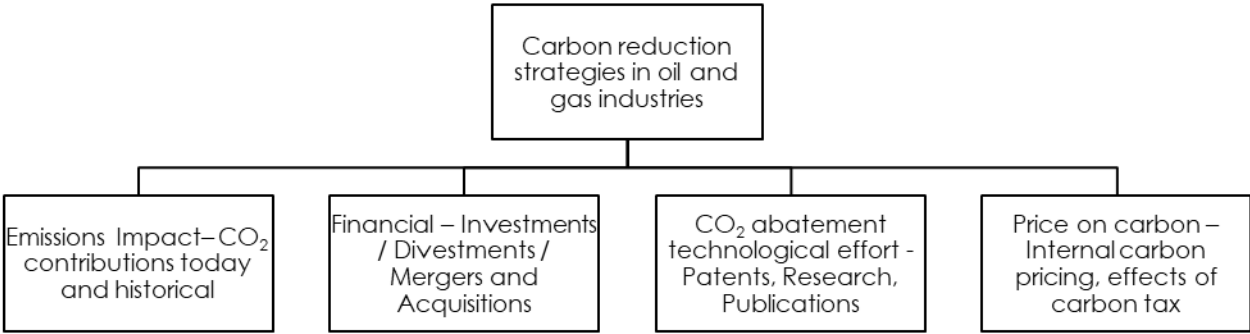 Carbon reduction
strategies in oil and
gas industries
Emissions Impact– CO₂
contributions today
and historical
Financial – Investments
/ Divestments /
Mergers and
Acquisitions
CO₂ abatement
technological effort -
Patents, Research,
Publications
Price on carbon –
Internal carbon
pricing, effects of
carbon tax